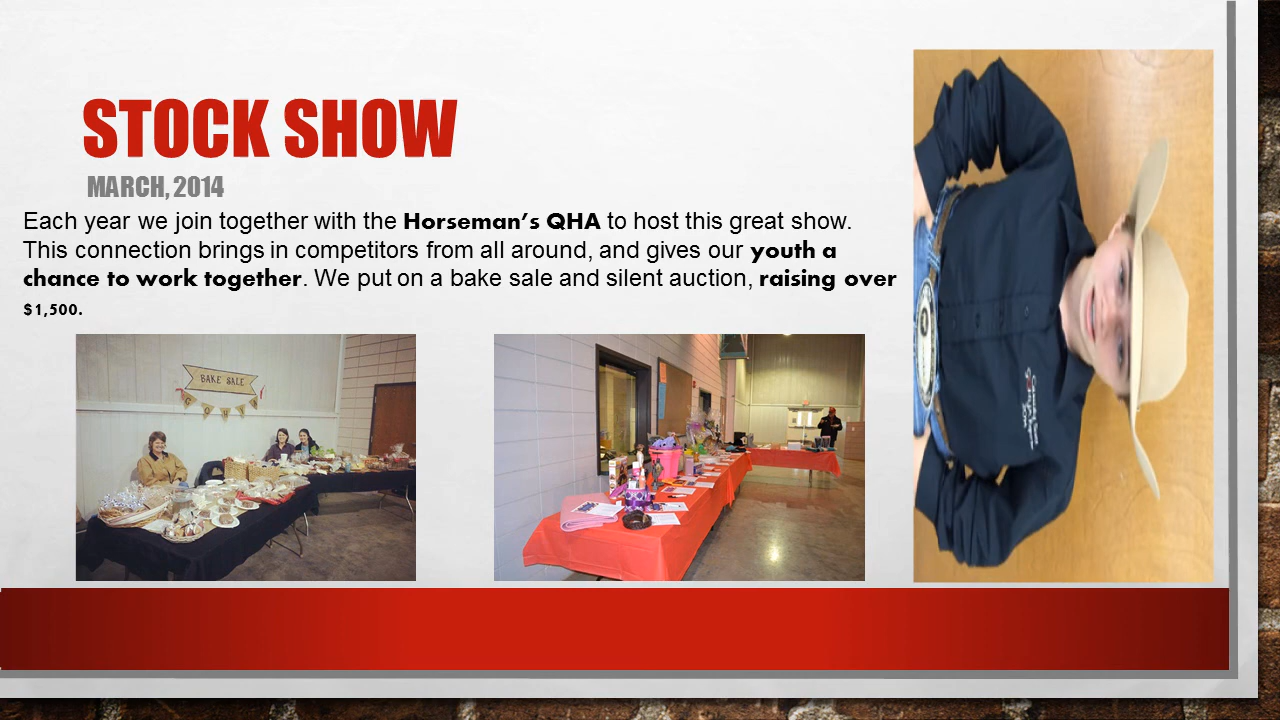 STOCK SHOW
MARCH, 2014
Each year we join together with the Horseman's QHA to host this great show.
This connection brings in competitors from all around, and gives our youth a
chance to work together. We put on a bake sale and silent auction, raising over
$1,500.
BAKE SALE